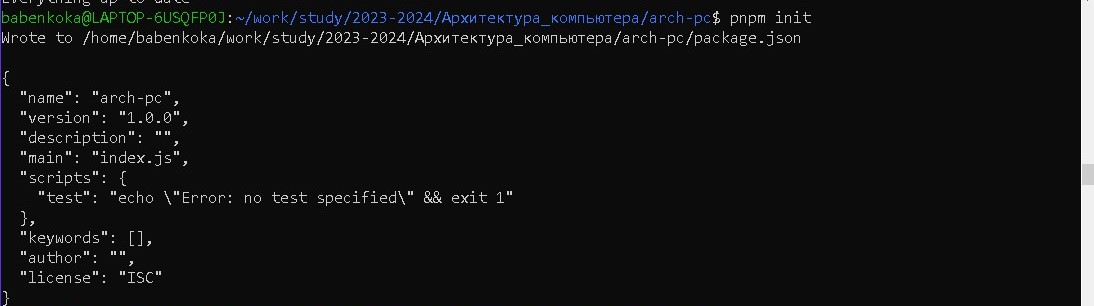 Everything up-to-date
babenkoka@LAPTOP-6USQFP0J:~/work/study/2023-2024/Архитектура_компьютера/arch-pc$ pnpm init
Wrote to /home/babenkoka/work/study/2023-2024/Архитектура_компьютера/arch-pc/package.json
{
  "name": "arch-pc",
  "version": "1.0.0",
  "description": "",
  "main": "index.js",
  "scripts": {
    "test": "echo \"Error: no test specified\" && exit 1"
  },
  "keywords": [],
  "author": "",
  "license": "ISC"
}